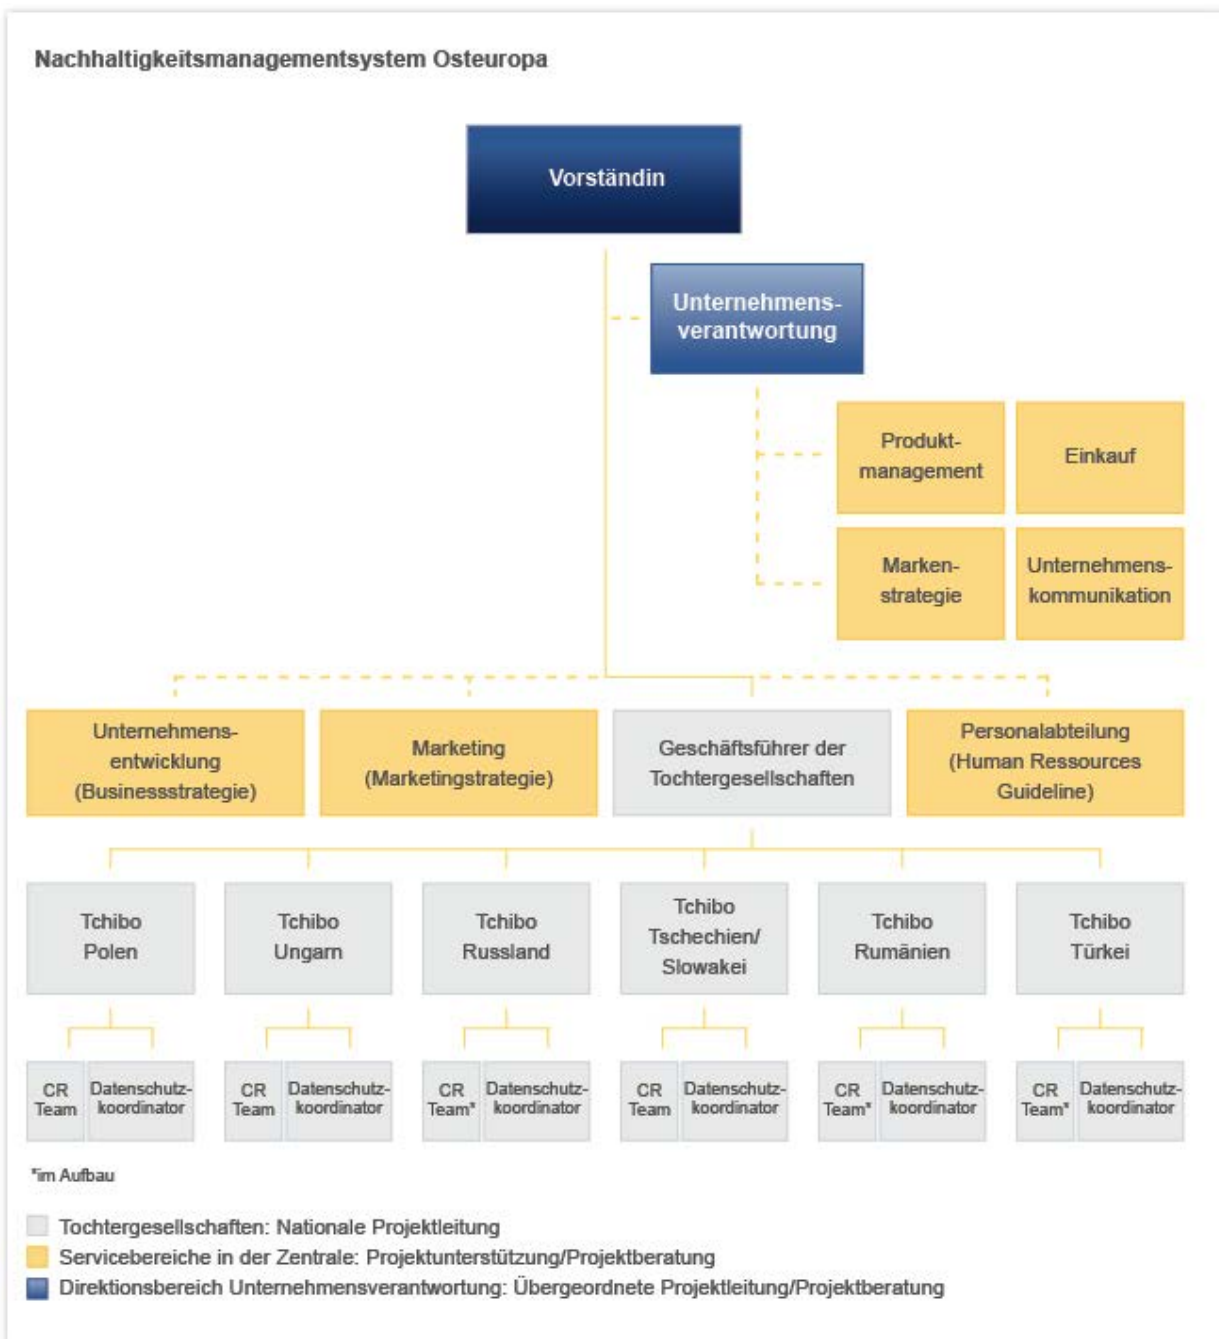 Nachhaltigkeitsmanagementsystem Osteuropa
Vorständin
Unternehmens-
verantwortung
Produkt-
management
Einkauf
Marken-
strategie
Unternehmens-
kommunikation
Unternehmens-
entwicklung
(Businessstrategie)
Marketing
(Marketingstrategie)
Geschäftsführer der
Tochtergesellschaften
Personalabteilung
(Human Ressources
Guideline)
Tchibo
Polen
Tchibo
Ungarn
Tchibo
Russland
Tchibo
Tschechien/
Slowakei
Tchibo
Rumänien
Tchibo
Türkei
CR
Team
Datenschutz-
koordinator
CR
Team
Datenschutz-
koordinator
CR
Team*
Datenschutz-
koordinator
CR
Team
Datenschutz-
koordinator
CR
Team*
Datenschutz-
koordinator
CR
Team*
Datenschutz-
koordinator
*im Aufbau
Tochtergesellschaften: Nationale Projektleitung
Servicebereiche in der Zentrale: Projektunterstützung/Projektberatung
Direktionsbereich Unternehmensverantwortung: Übergeordnete Projektleitung/Projektberatung